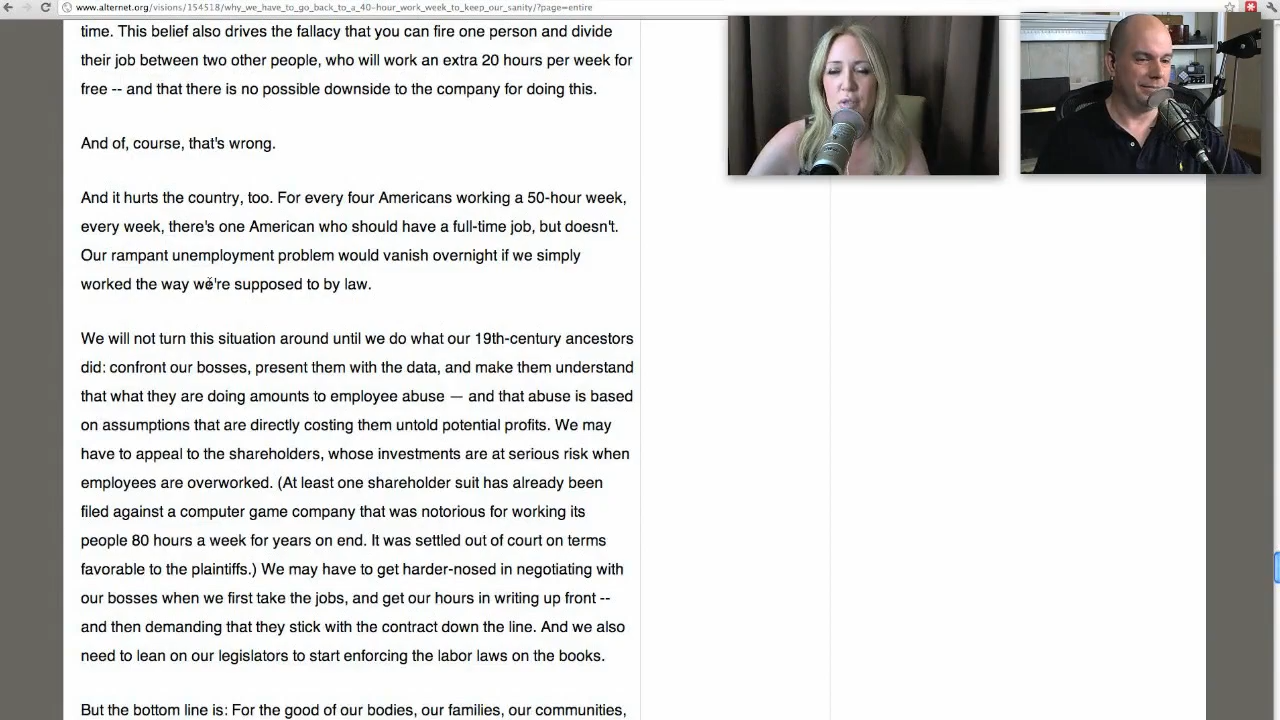 www.alternet.org/visions/154518/why_we_have_to_go_back_to_a_40-hour_work_week_to_keep_our_sanity/?page=entire
time. This belief also drives the fallacy that you can fire one person and divide
their job between two other people, who will work an extra 20 hours per week for
free -- and that there is no possible downside to the company for doing this.
And of, course, that's wrong.
And it hurts the country, too. For every four Americans working a 50-hour week,
every week, there's one American who should have a full-time job, but doesn't.
Our rampant unemployment problem would vanish overnight if we simply
worked the way we're supposed to by law.
We will not turn this situation around until we do what our 19th-century ancestors
did: confront our bosses, present them with the data, and make them understand
that what they are doing amounts to employee abuse — and that abuse is based
on assumptions that are directly costing them untold potential profits. We may
have to appeal to the shareholders, whose investments are at serious risk when
employees are overworked. (At least one shareholder suit has already been
filed against a computer game company that was notorious for working its
people 80 hours a week for years on end. It was settled out of court on terms
favorable to the plaintiffs.) We may have to get harder-nosed in negotiating with
our bosses when we first take the jobs, and get our hours in writing up front --
and then demanding that they stick with the contract down the line. And we also
need to lean on our legislators to start enforcing the labor laws on the books.
But the bottom line is: For the good of our bodies, our families, our communities,